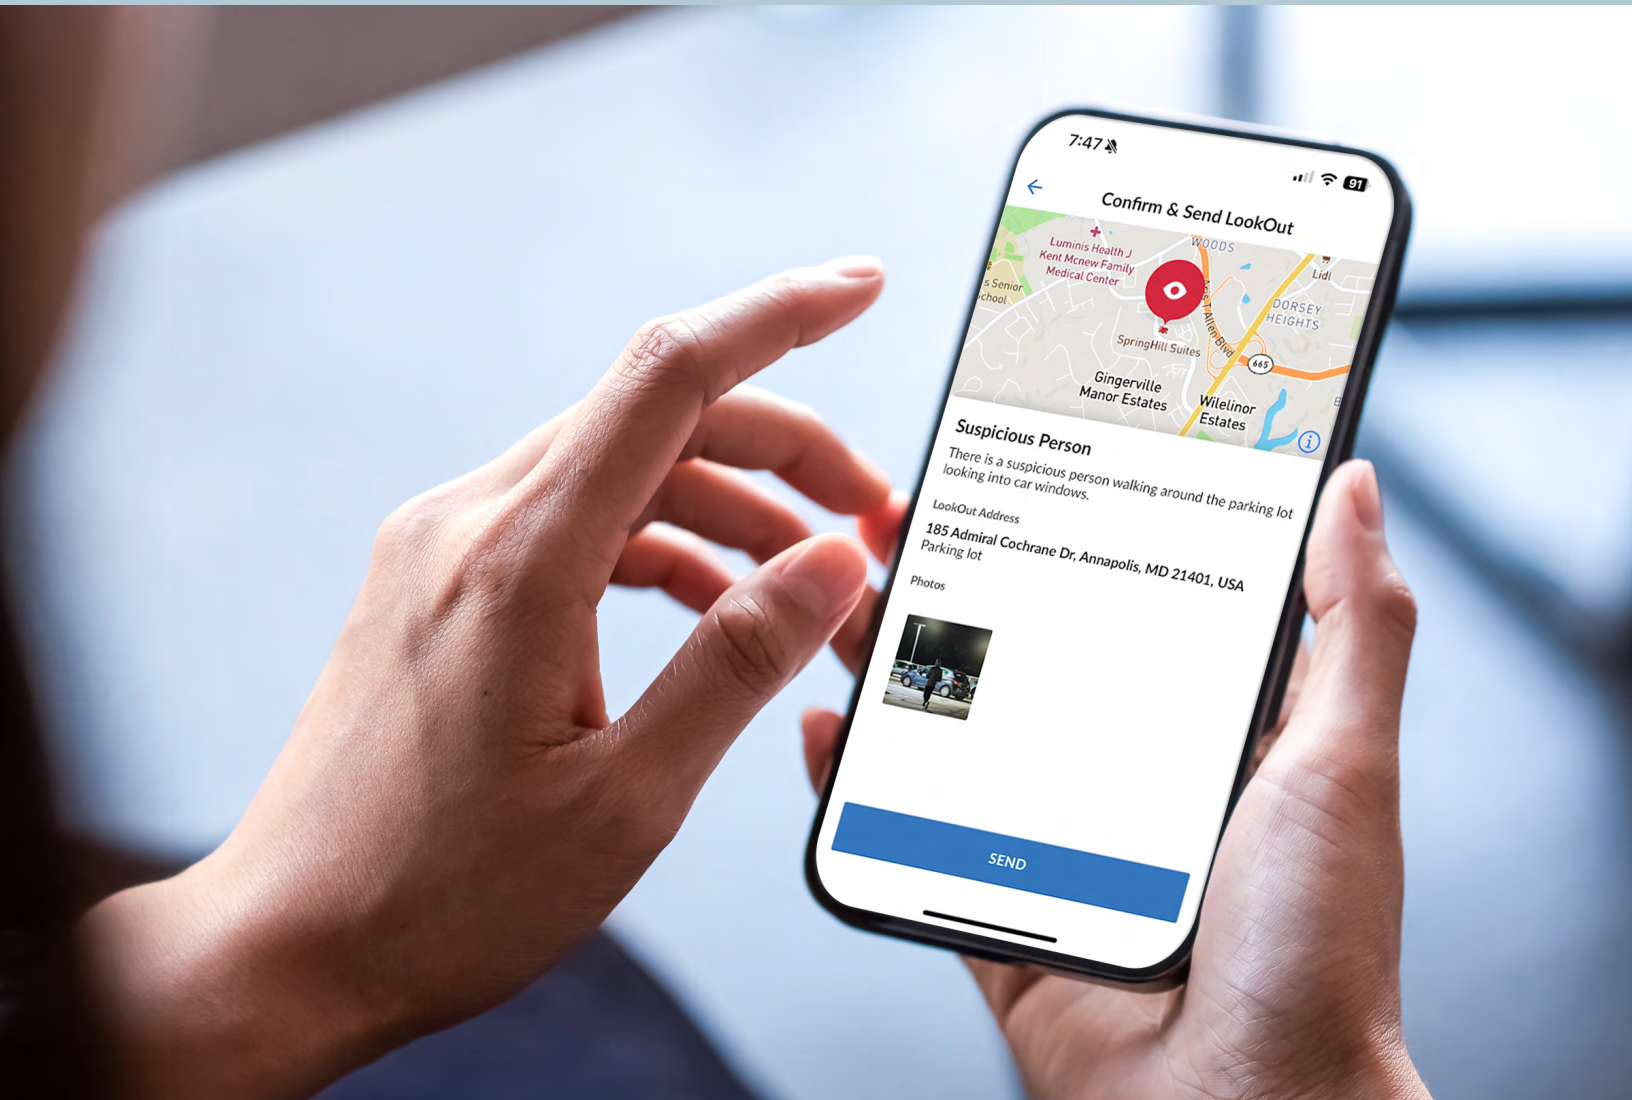 7:47
91
Confirm & Send LookOut
WOODS
Luminis Health J
Kent Mcnew Family
Medical Center
Lidl
s Senior
chool
DORSEY
HEIGHTS
T Allen Blvd
SpringHill Suites
665
Gingerville
Manor Estates
Wilelinor
Estates
B
Suspicious Person
There is a suspicious person walking around the parking lot
looking into car windows.
LookOut Address
185 Admiral Cochrane Dr, Annapolis, MD 21401, USA
Parking lot
Photos
SEND